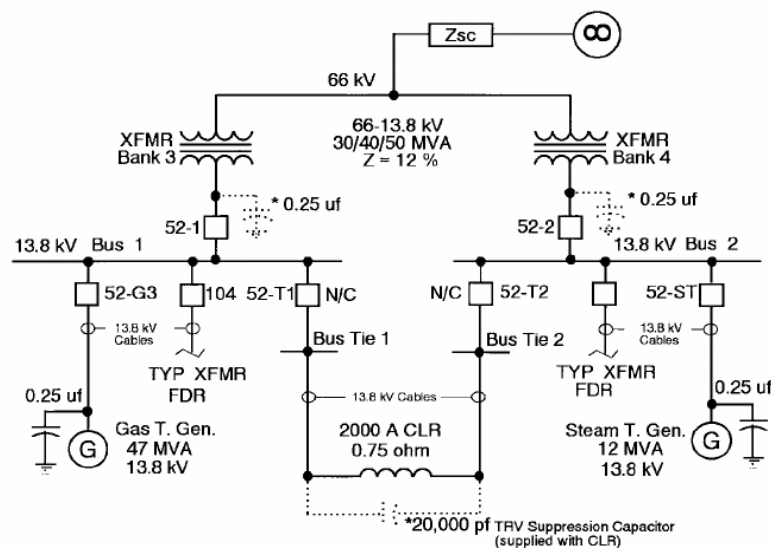 Zsc
8
66 kV
XFMR
Bank 3
66-13.8 kV
30/40/50 MVA
Z = 12 %
XFMR
Bank 4
* 0.25 uf
* 0.25 uf
52-1
52-2
13.8 kV
Bus 1
13.8 kV
Bus 2
52-G3
104
52-T1
N/C
N/C
52-T2
52-ST
13.8 kV
Cables
Bus Tie 1
Bus Tie 2
13.8 kV
Cables
TYP XFMR
FDR
13.8 kV Cables
TYP XFMR
FDR
0.25 uf
0.25 uf
G
Gas T. Gen.
47 MVA
13.8 kV
2000 A CLR
0.75 ohm
Steam T. Gen.
12 MVA
13.8 kV
G
*20,000 pf TRV Suppression Capacitor
(supplied with CLR)